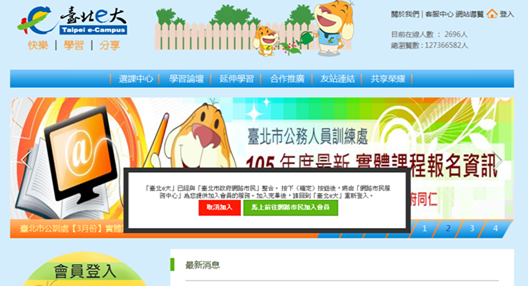 臺北e大
Taipei e-Campus
快樂 | 學習 | 分享
關於我們 | 客服中心 網站導覽 登入
目前在線人數 : 2696人
總瀏覽數 : 127366582人
選課中心 | 學習論壇 | 延伸學習 | 合作推廣 | 友站連結 | 共享榮耀
臺北市公務人員訓練處
105 年度最新 實體課程報名資訊
「臺北e大」已經與「臺北市政府網路市民」整合。按下〔確定〕按鈕後，將由「網路市民服
務中心」為您提供加入會員的服務。加入完畢後，請回到「臺北e大」重新登入。
取消加入 馬上前往網路市民加入會員
府同仁
臺北市公訓處【3月份】實體
1 2 3 4
會員登入
最新消息